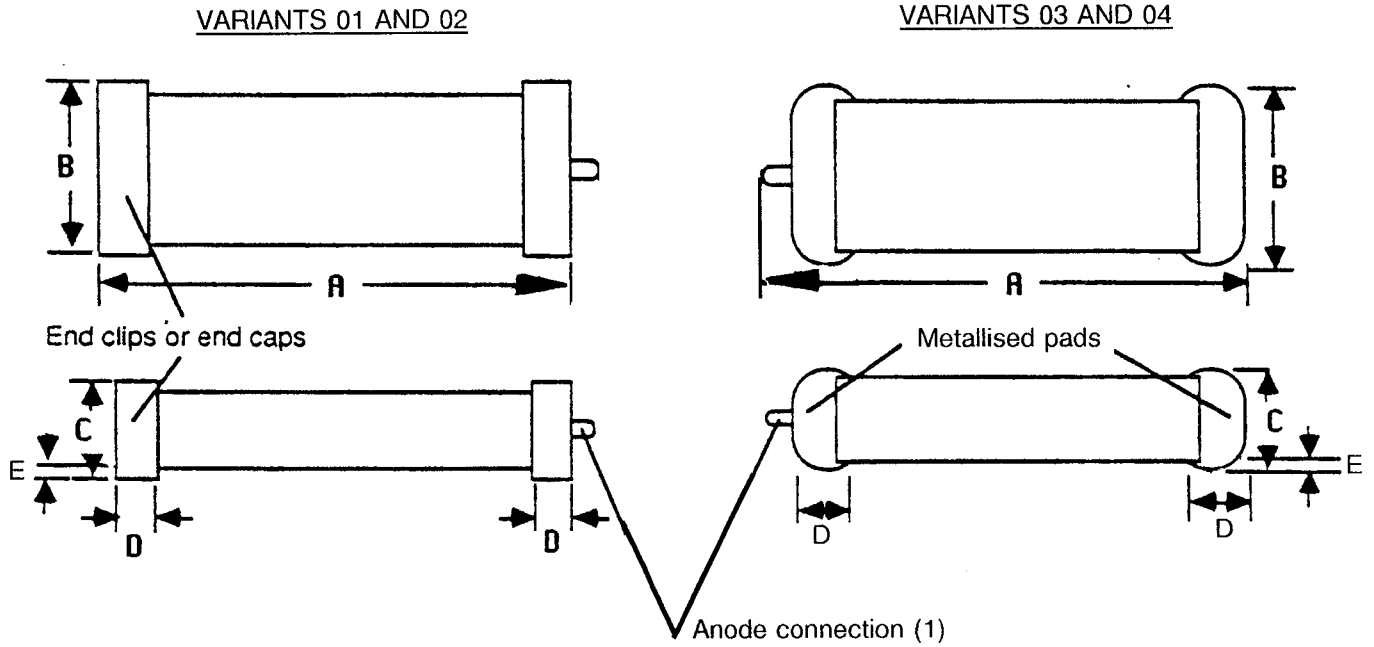 VARIANTS 01 AND 02
VARIANTS 03 AND 04
B
A
B
A
End clips or end caps
Metallised pads
C
E
D
D
C
E
D
D
Anode connection (1)